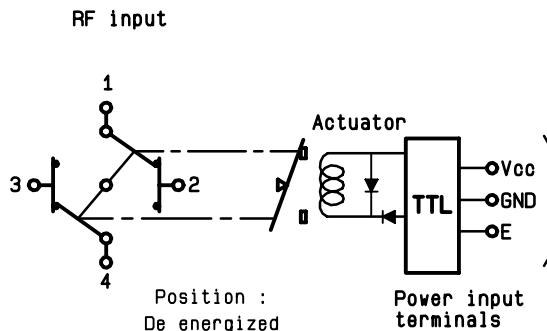 RF input
1
Actuator
3
2
TTL
Vcc
GND
E
4
Position :
De energized
Power input
terminals